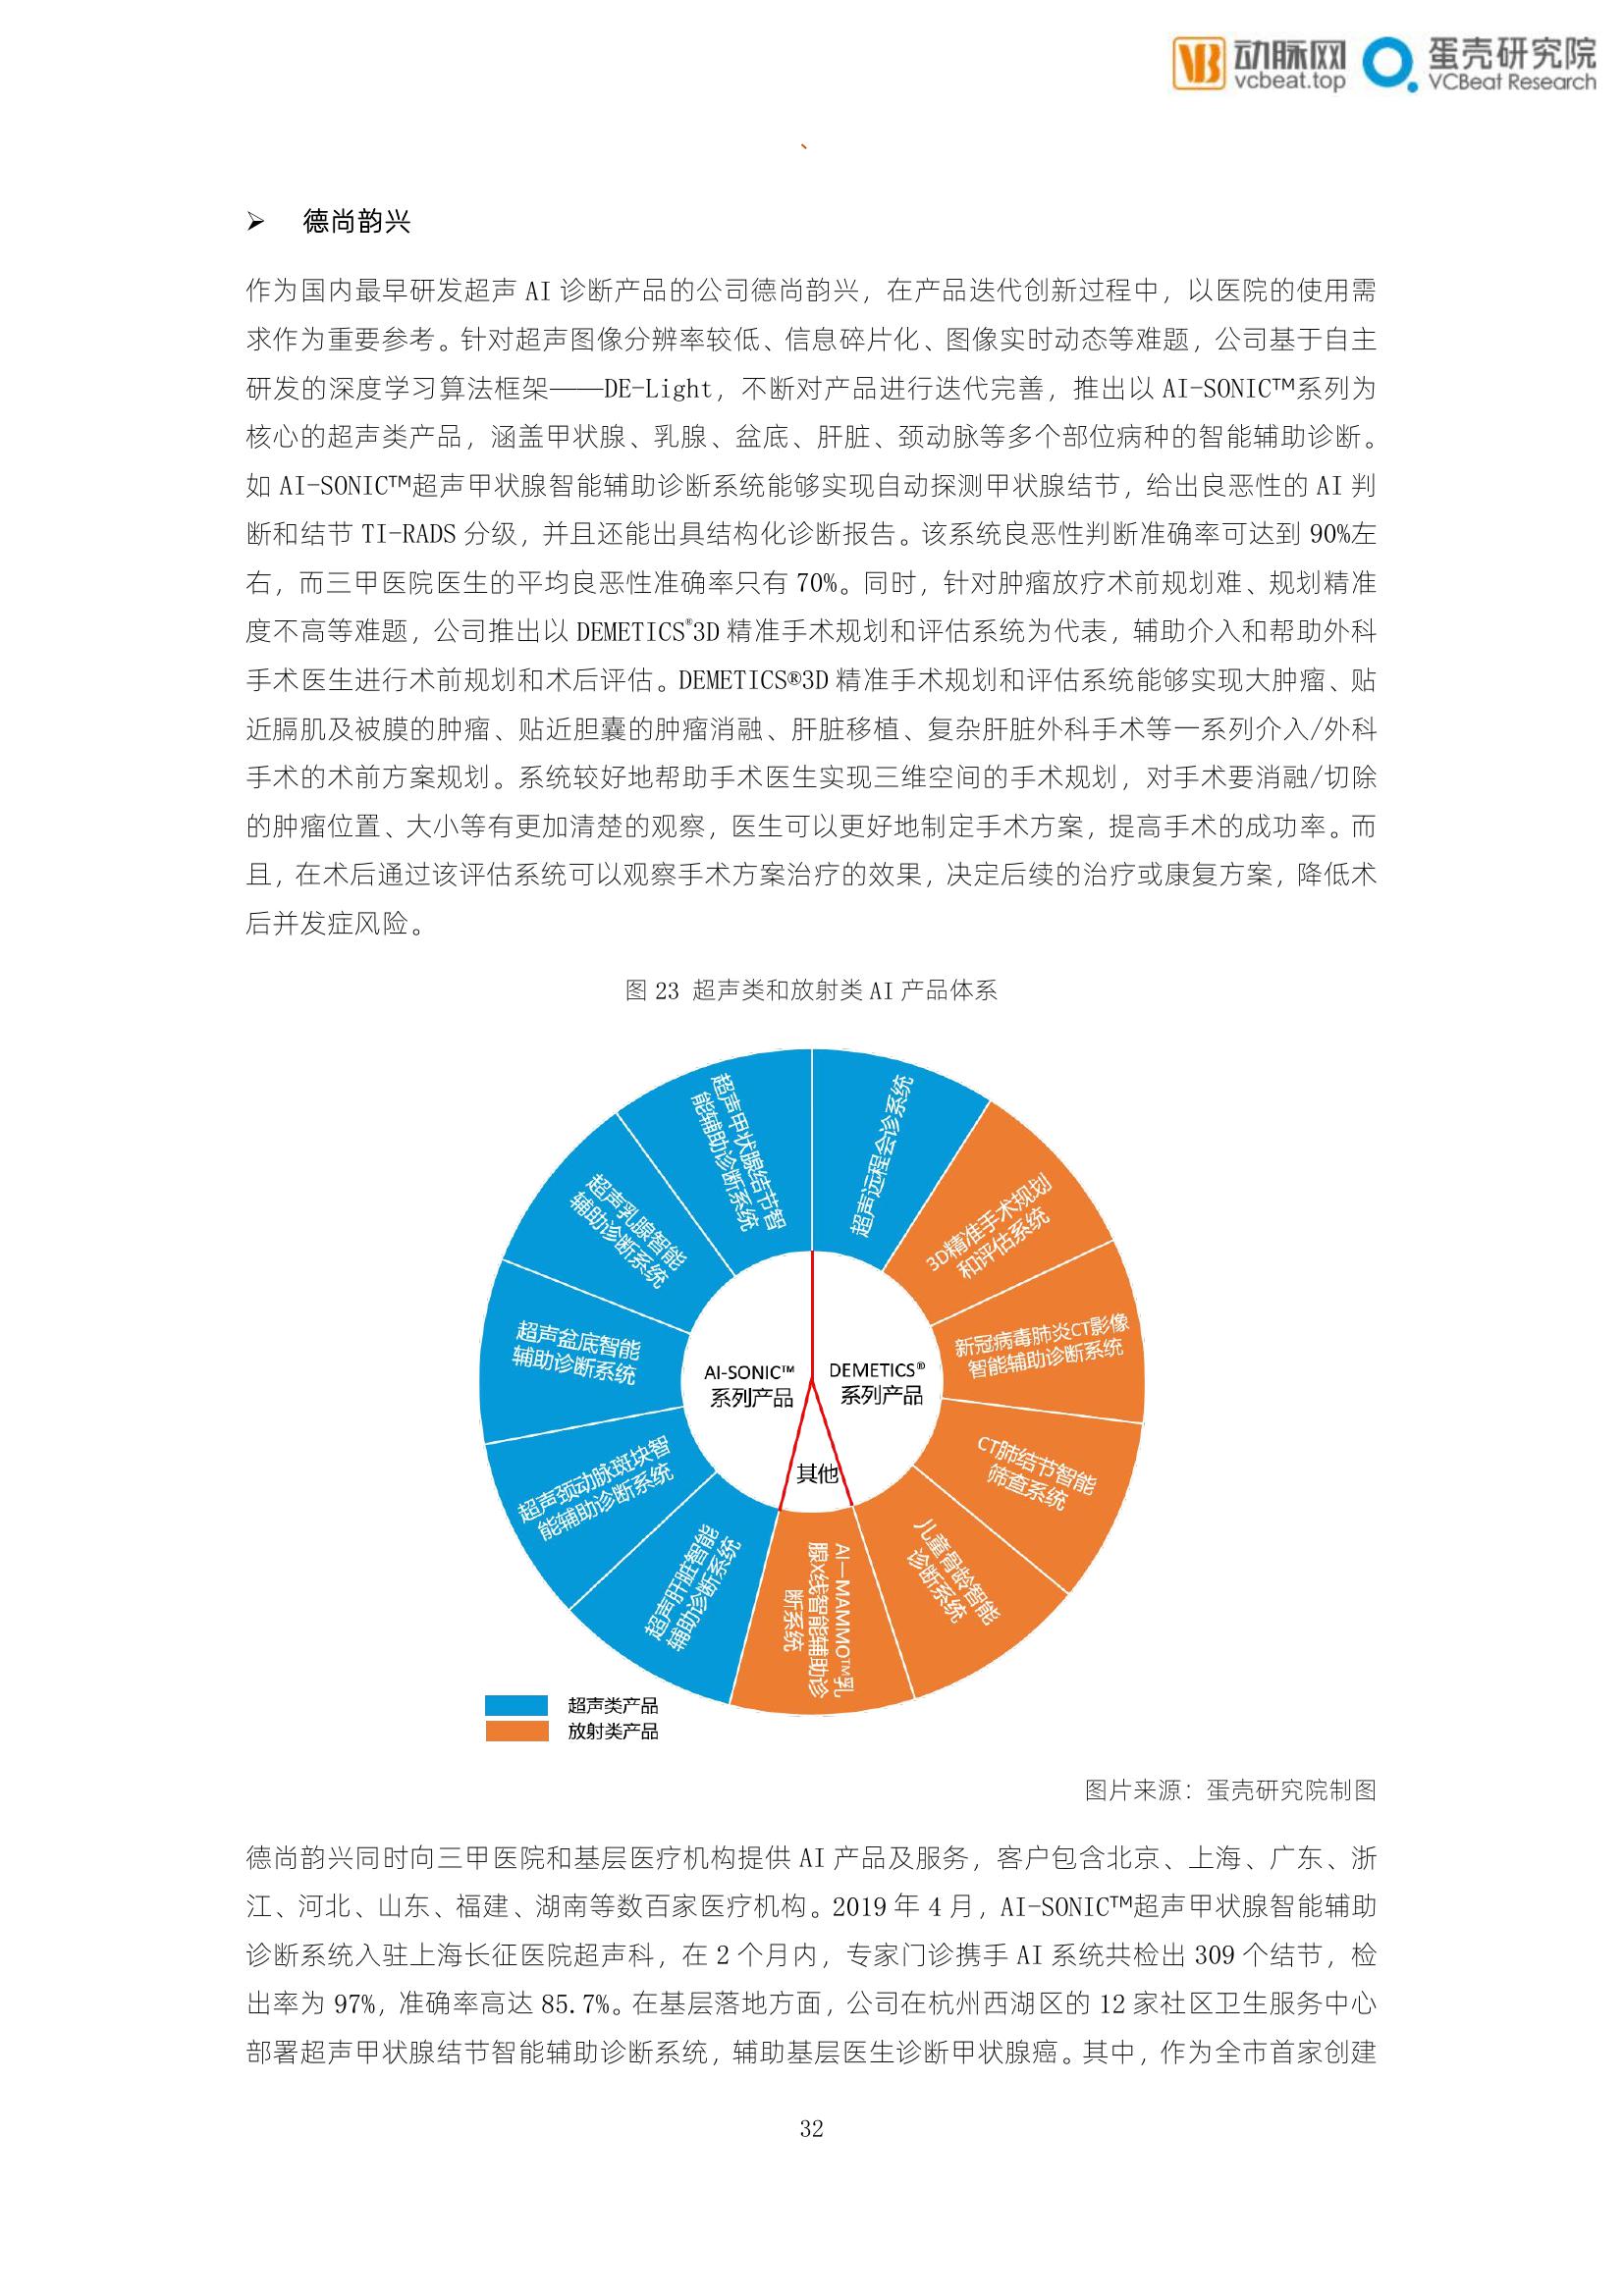 动脉网
vcbeat.top
蛋壳研究院
VCBeat Research
、
➢ 德尚韵兴
作为国内最早研发超声 AI 诊断产品的公司德尚韵兴，在产品迭代创新过程中，以医院的使用需
求作为重要参考。针对超声图像分辨率较低、信息碎片化、图像实时动态等难题，公司基于自主
研发的深度学习算法框架——DE-Light，不断对产品进行迭代完善，推出以 AI-SONIC™系列为
核心的超声类产品，涵盖甲状腺、乳腺、盆底、肝脏、颈动脉等多个部位病种的智能辅助诊断。
如 AI-SONIC™超声甲状腺智能辅助诊断系统能够实现自动探测甲状腺结节，给出良恶性的 AI 判
断和结节 TI-RADS 分级，并且还能出具结构化诊断报告。该系统良恶性判断准确率可达到 90%左
右，而三甲医院医生的平均良恶性准确率只有 70%。同时，针对肿瘤放疗术前规划难、规划精准
度不高等难题，公司推出以 DEMETICS®3D 精准手术规划和评估系统为代表，辅助介入和帮助外科
手术医生进行术前规划和术后评估。DEMETICS®3D 精准手术规划和评估系统能够实现大肿瘤、贴
近膈肌及被膜的肿瘤、贴近胆囊的肿瘤消融、肝脏移植、复杂肝脏外科手术等一系列介入/外科
手术的术前方案规划。系统较好地帮助手术医生实现三维空间的手术规划，对手术要消融/切除
的肿瘤位置、大小等有更加清楚的观察，医生可以更好地制定手术方案，提高手术的成功率。而
且，在术后通过该评估系统可以观察手术方案治疗的效果，决定后续的治疗或康复方案，降低术
后并发症风险。
图 23 超声类和放射类 AI 产品体系
超声远程会诊系统
3D精准手术规划
和评估系统
新冠病毒肺炎CT影像
智能辅助诊断系统
CT肺结节智能
筛查系统
儿童骨龄智能
诊断系统
AI—MAMMO™乳
腺X线智能辅助诊
断系统
超声肝脏智能
辅助诊断系统
超声颈动脉斑块智
能辅助诊断系统
超声盆底智能
辅助诊断系统
超声乳腺智能
辅助诊断系统
超声甲状腺结节智
能辅助诊断系统
AI-SONIC™
系列产品
DEMETICS®
系列产品
其他
超声类产品
放射类产品
图片来源：蛋壳研究院制图
德尚韵兴同时向三甲医院和基层医疗机构提供 AI 产品及服务，客户包含北京、上海、广东、浙
江、河北、山东、福建、湖南等数百家医疗机构。2019 年 4 月，AI-SONIC™超声甲状腺智能辅助
诊断系统入驻上海长征医院超声科，在 2 个月内，专家门诊携手 AI 系统共检出 309 个结节，检
出率为 97%，准确率高达 85.7%。在基层落地方面，公司在杭州西湖区的 12 家社区卫生服务中心
部署超声甲状腺结节智能辅助诊断系统，辅助基层医生诊断甲状腺癌。其中，作为全市首家创建
32